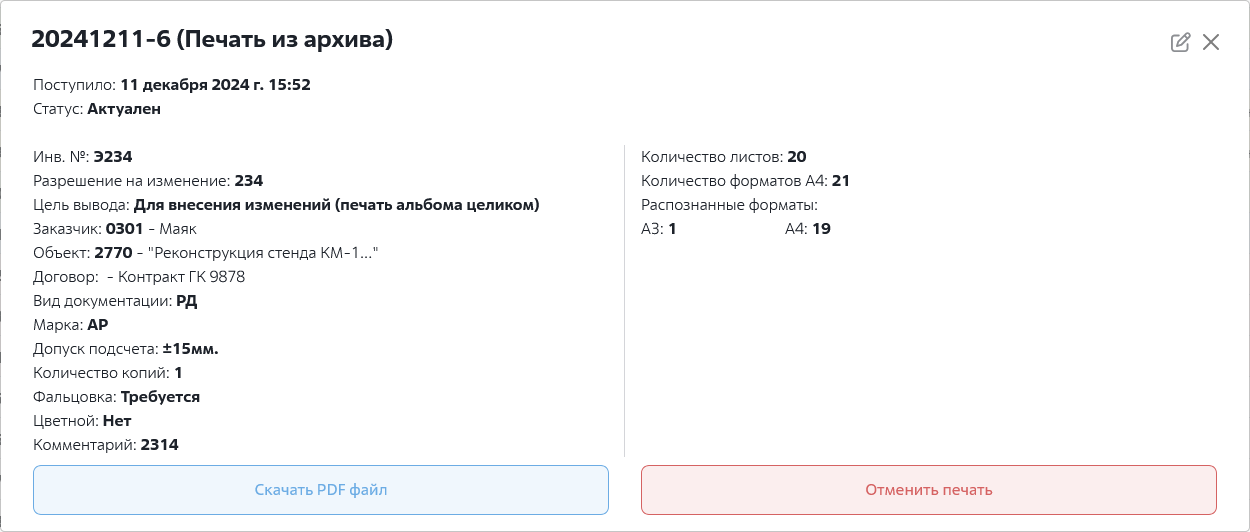 20241211-6 (Печать из архива)
Поступило: 11 декабря 2024 г. 15:52
Статус: Актуален
Инв. №: Э234
Разрешение на изменение: 234
Цель вывода: Для внесения изменений (печать альбома целиком)
Заказчик: 0301 - Маяк
Объект: 2770 - "Реконструкция стенда КМ-1..."
Договор:  - Контракт ГК 9878
Вид документации: РД
Марка: АР
Допуск подсчета: ±15мм.
Количество копий: 1
Фальцовка: Требуется
Цветной: Нет
Комментарий: 2314
Количество листов: 20
Количество форматов А4: 21
Распознанные форматы:
А3: 1 А4: 19
Скачать PDF файл
Отменить печать